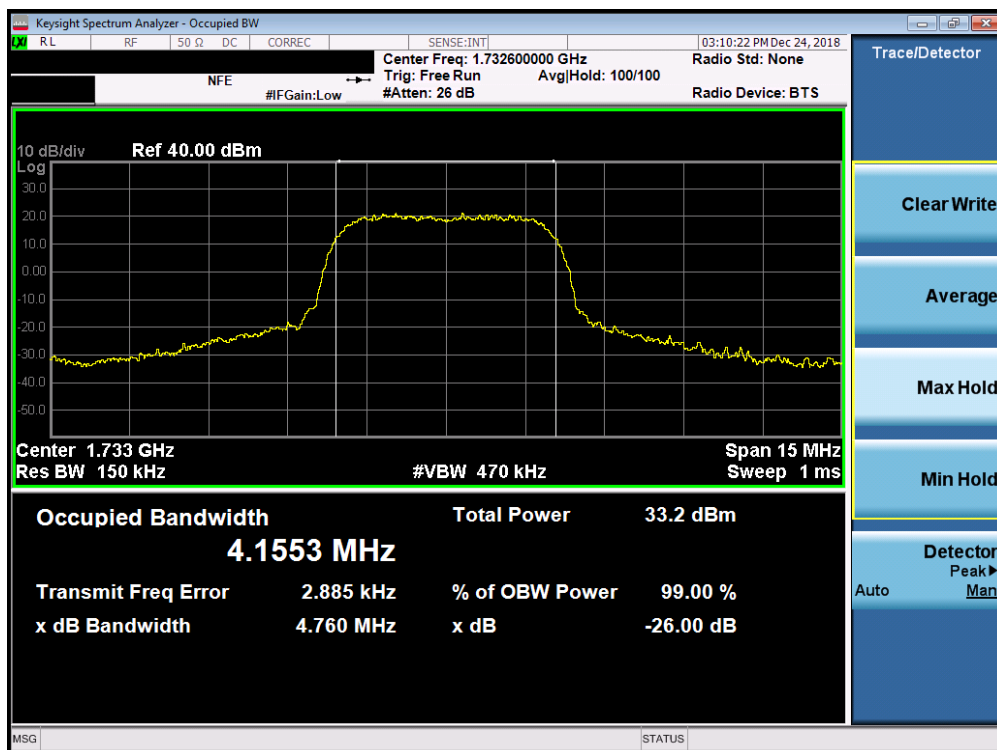 Keysight Spectrum Analyzer - Occupied BW
LXI RL RF 50 Ω DC CORREC SENSE:INT 03:10:22 PM Dec 24, 2018
Center Freq: 1.732600000 GHz Radio Std: None
NFE Trig: Free Run Avg|Hold: 100/100
#IFGain:Low #Atten: 26 dB Radio Device: BTS
10 dB/div Ref 40.00 dBm
Log
30.0
20.0
10.0
0.00
-10.0
-20.0
-30.0
-40.0
-50.0
Center 1.733 GHz Span 15 MHz
Res BW 150 kHz #VBW 470 kHz Sweep 1 ms
Occupied Bandwidth Total Power 33.2 dBm
4.1553 MHz
Transmit Freq Error 2.885 kHz % of OBW Power 99.00 %
x dB Bandwidth 4.760 MHz x dB -26.00 dB
MSG STATUS
Trace/Detector
Clear Write
Average
Max Hold
Min Hold
Detector
Peak▶
Auto Man